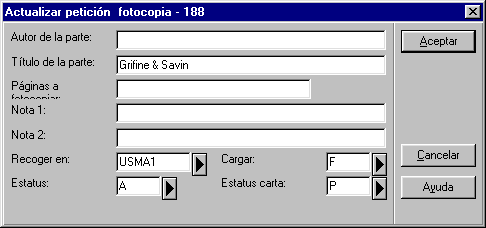 Actualizar petición fotocopia - 188
Autor de la parte:
Aceptar
Título de la parte: Grifine & Savin
Páginas a
fotocopiar:
Nota 1:
Nota 2:
Recoger en: USMA1 Cargar: F
Cancelar
Estatus: A Estatus carta: P
Ayuda